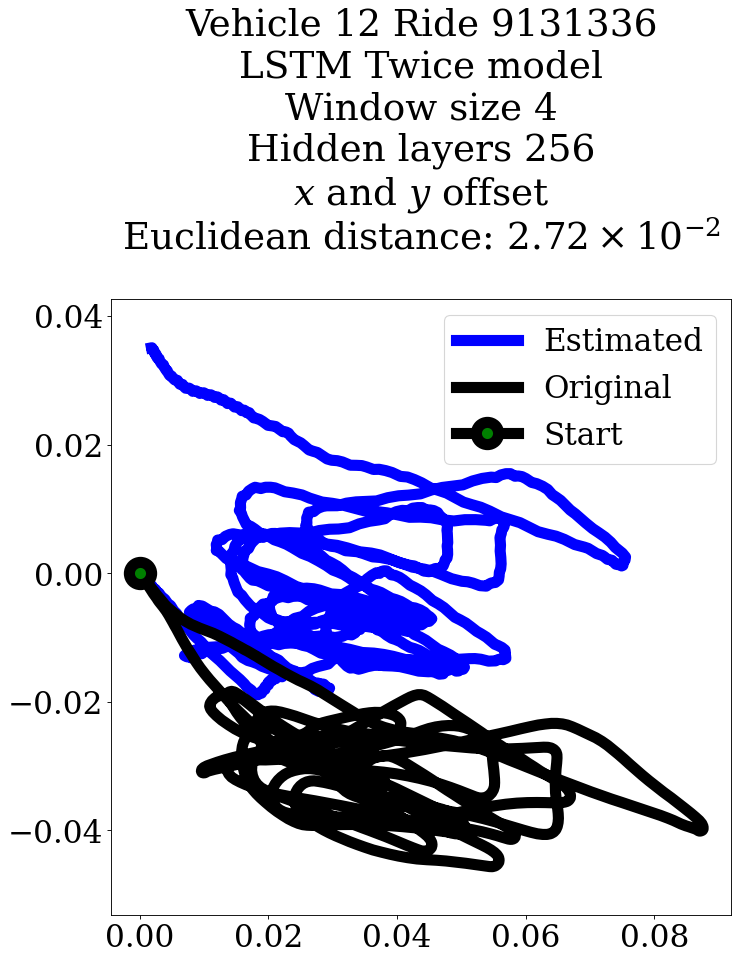 Vehicle 12 Ride 9131336
LSTM Twice model
Window size 4
Hidden layers 256
x and y offset
Euclidean distance: 2.72 × 10⁻²
Estimated
Original
Start
0.04
0.02
0.00
−0.02
−0.04
0.00 0.02 0.04 0.06 0.08